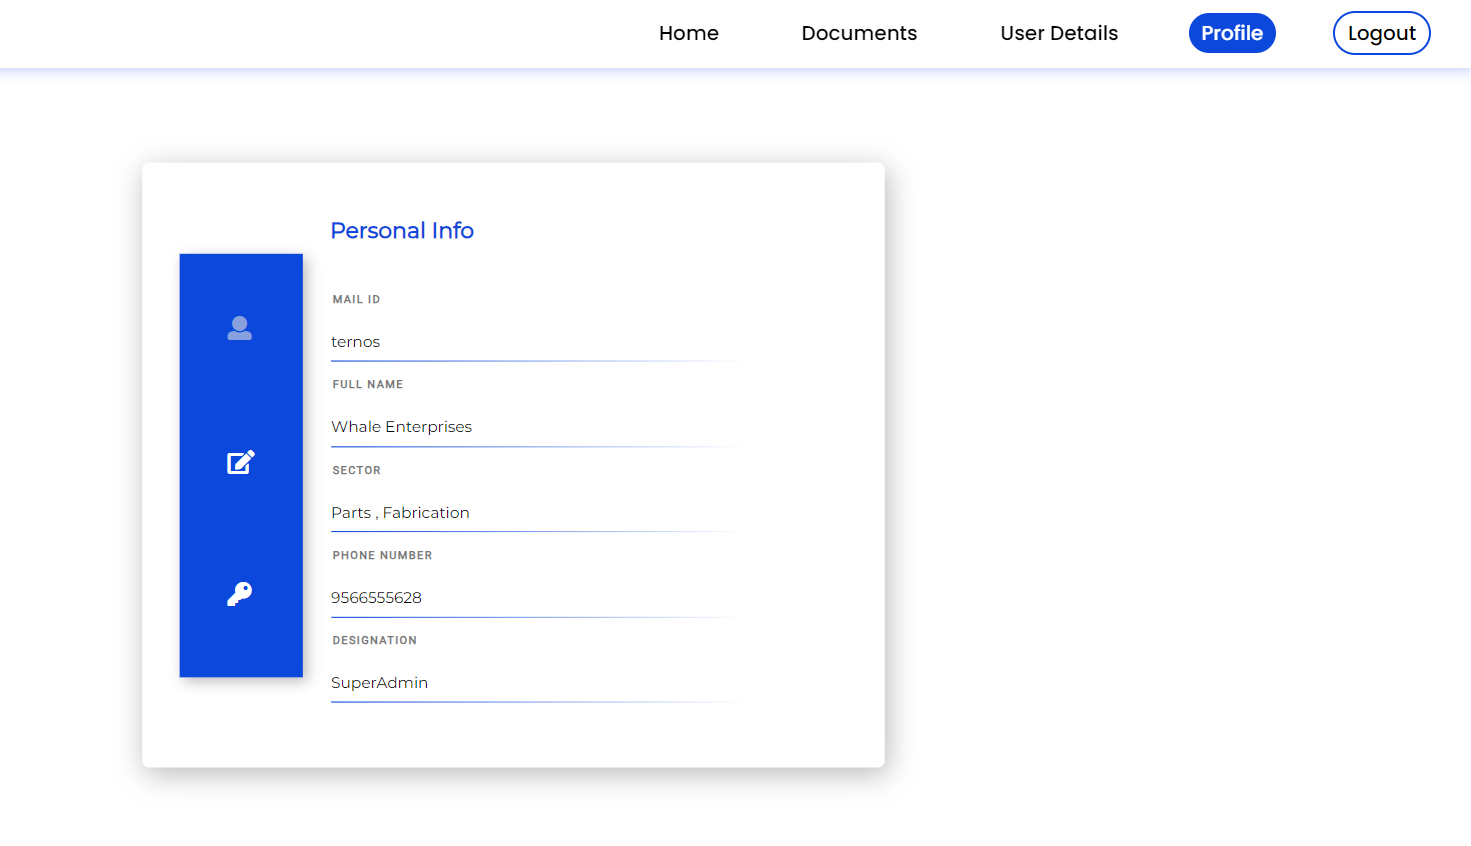 Home Documents User Details Profile Logout
Personal Info
MAIL ID
ternos
FULL NAME
Whale Enterprises
SECTOR
Parts , Fabrication
PHONE NUMBER
9566555628
DESIGNATION
SuperAdmin